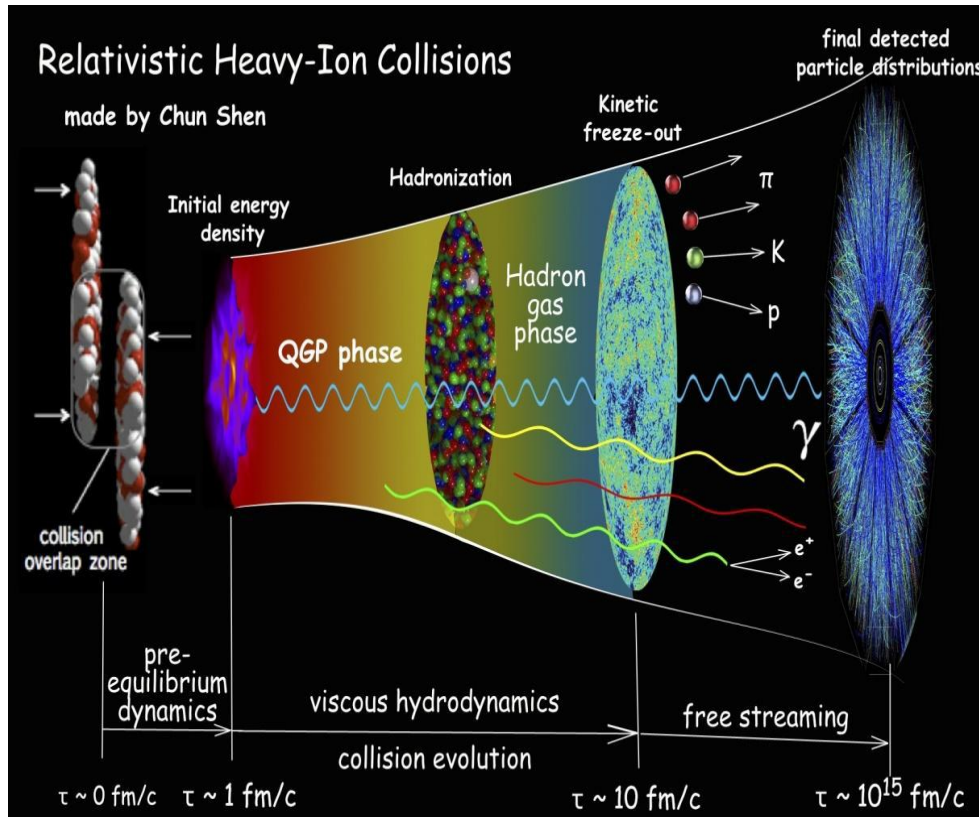 Relativistic Heavy-Ion Collisions
made by Chun Shen
final detected
particle distributions
Kinetic
freeze-out
Hadronization
Initial energy
density
π
K
p
Hadron
gas
phase
QGP phase
γ
e⁺
e⁻
collision
overlap zone
pre-
equilibrium
dynamics
viscous hydrodynamics
collision evolution
free streaming
τ ~ 0 fm/c
τ ~ 1 fm/c
τ ~ 10 fm/c
τ ~ 10¹⁵ fm/c